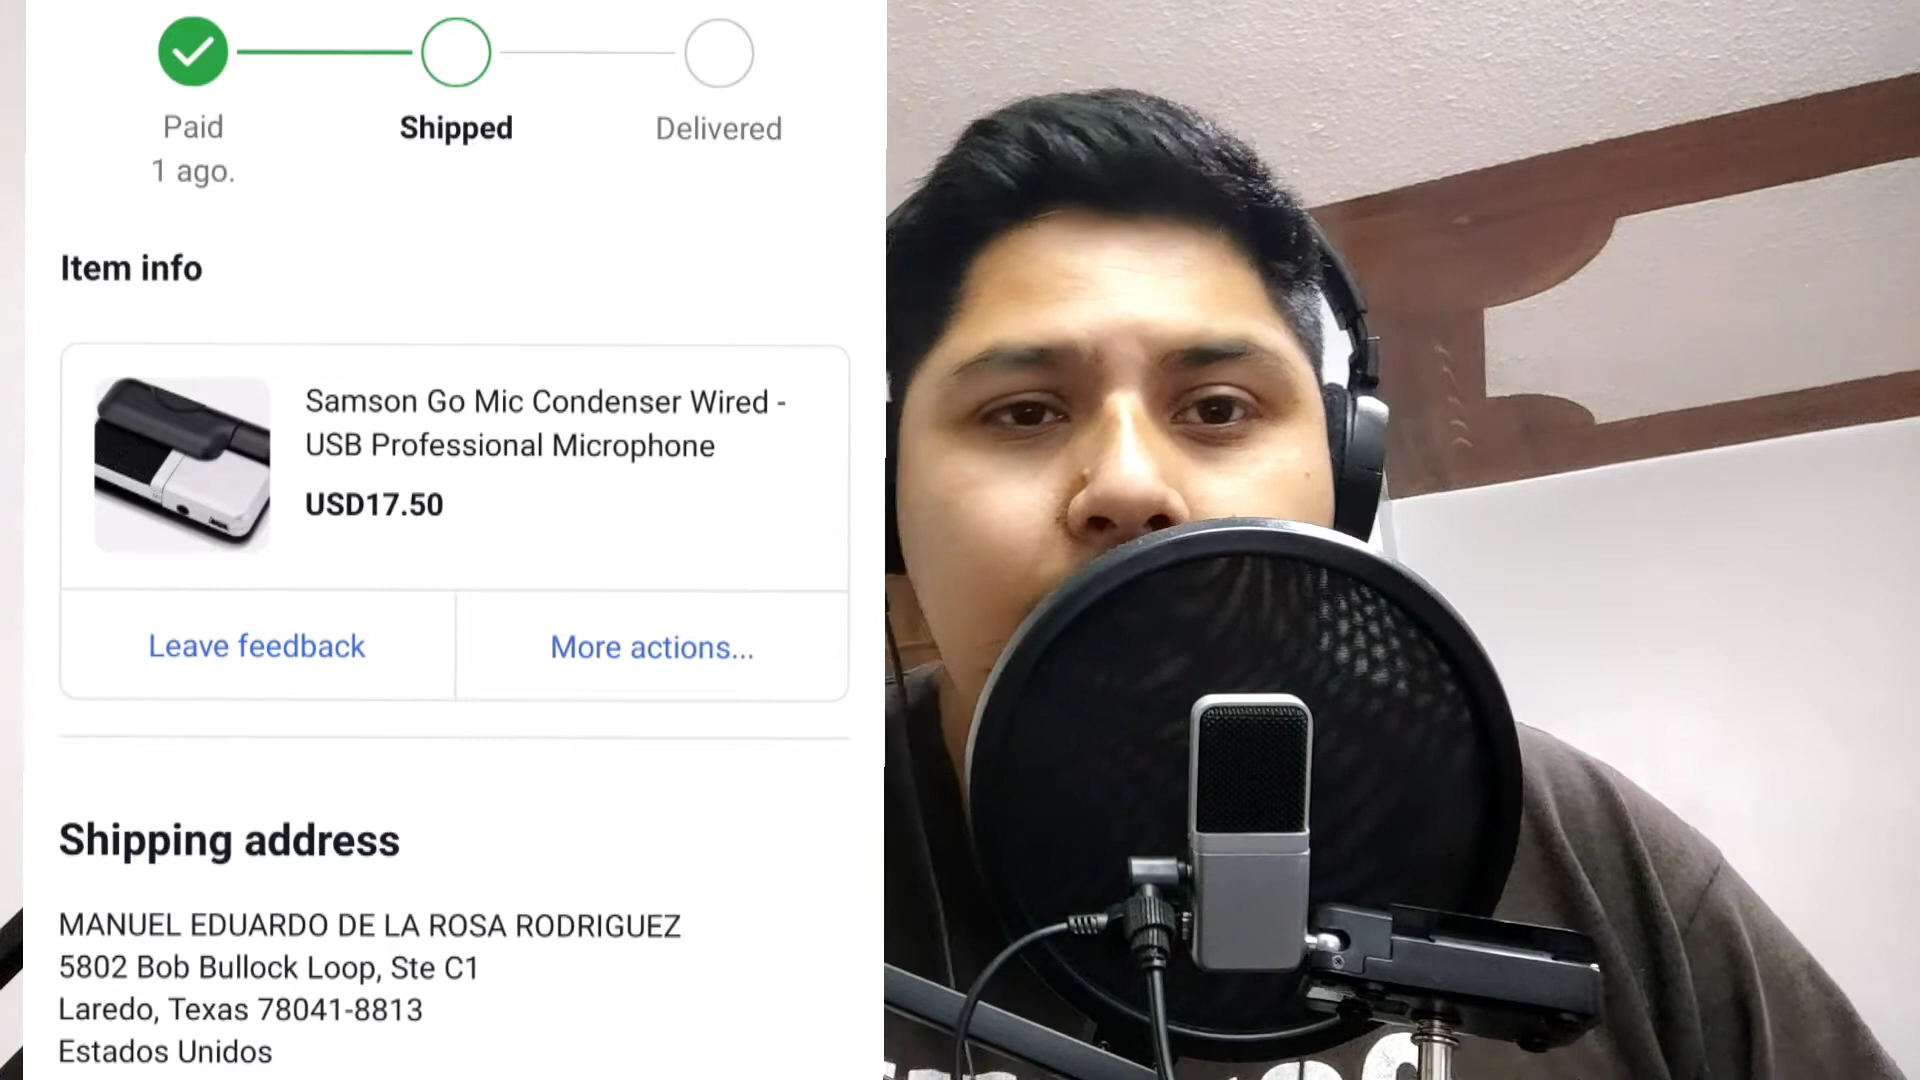 Paid
1 ago.
Shipped
Delivered
Item info
Samson Go Mic Condenser Wired -
USB Professional Microphone
USD17.50
Leave feedback
More actions...
Shipping address
MANUEL EDUARDO DE LA ROSA RODRIGUEZ
5802 Bob Bullock Loop, Ste C1
Laredo, Texas 78041-8813
Estados Unidos